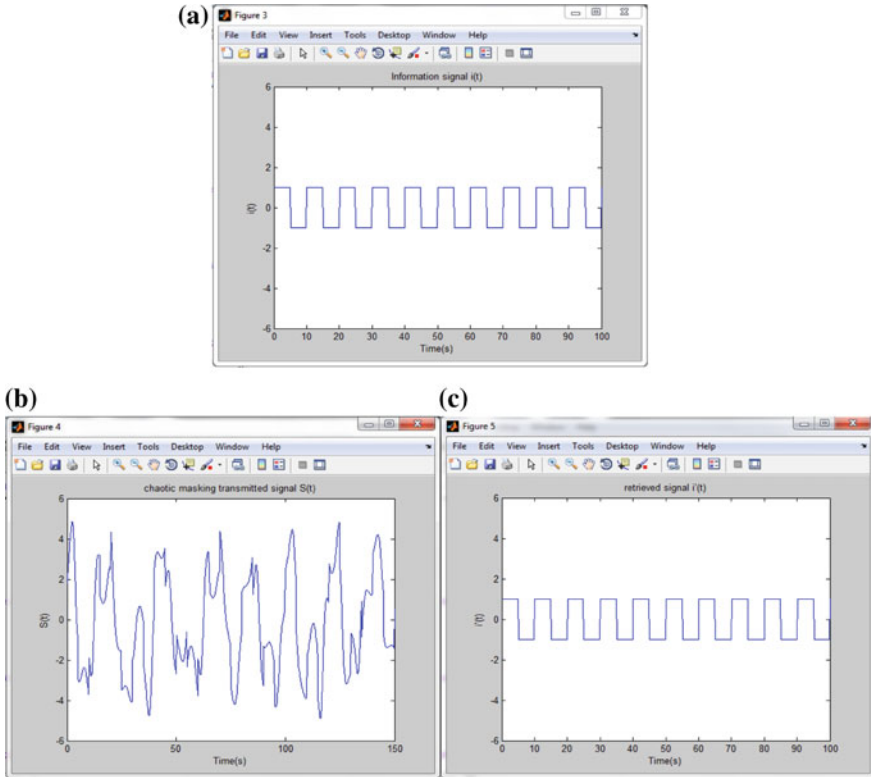 (a)
Figure 3
File Edit View Insert Tools Desktop Window Help
Information signal i(t)
6
4
2
0
-2
-4
-6
i(t)
0 10 20 30 40 50 60 70 80 90 100
Time(s)
(b)
Figure 4
File Edit View Insert Tools Desktop Window Help
chaotic masking transmitted signal S(t)
6
4
2
0
-2
-4
-6
S(t)
0 50 100 150
Time(s)
(c)
Figure 5
File Edit View Insert Tools Desktop Window Help
retrieved signal i'(t)
6
4
2
0
-2
-4
-6
i'(t)
0 10 20 30 40 50 60 70 80 90 100
Time(s)